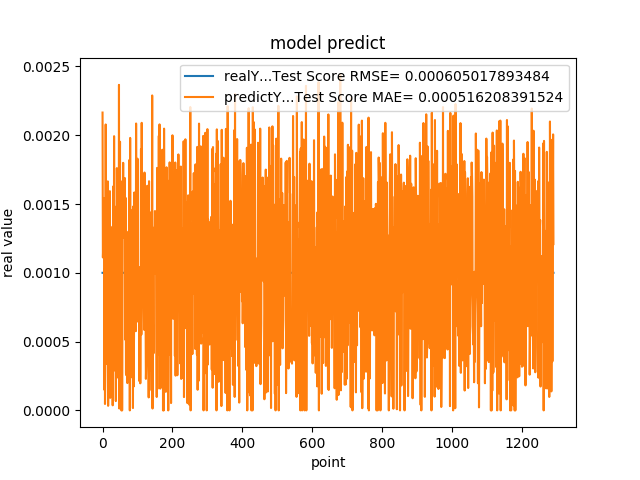 model predict
realY...Test Score RMSE= 0.000605017893484
predictY...Test Score MAE= 0.000516208391524
0.0025
0.0020
0.0015
0.0010
0.0005
0.0000
real value
0 200 400 600 800 1000 1200
point